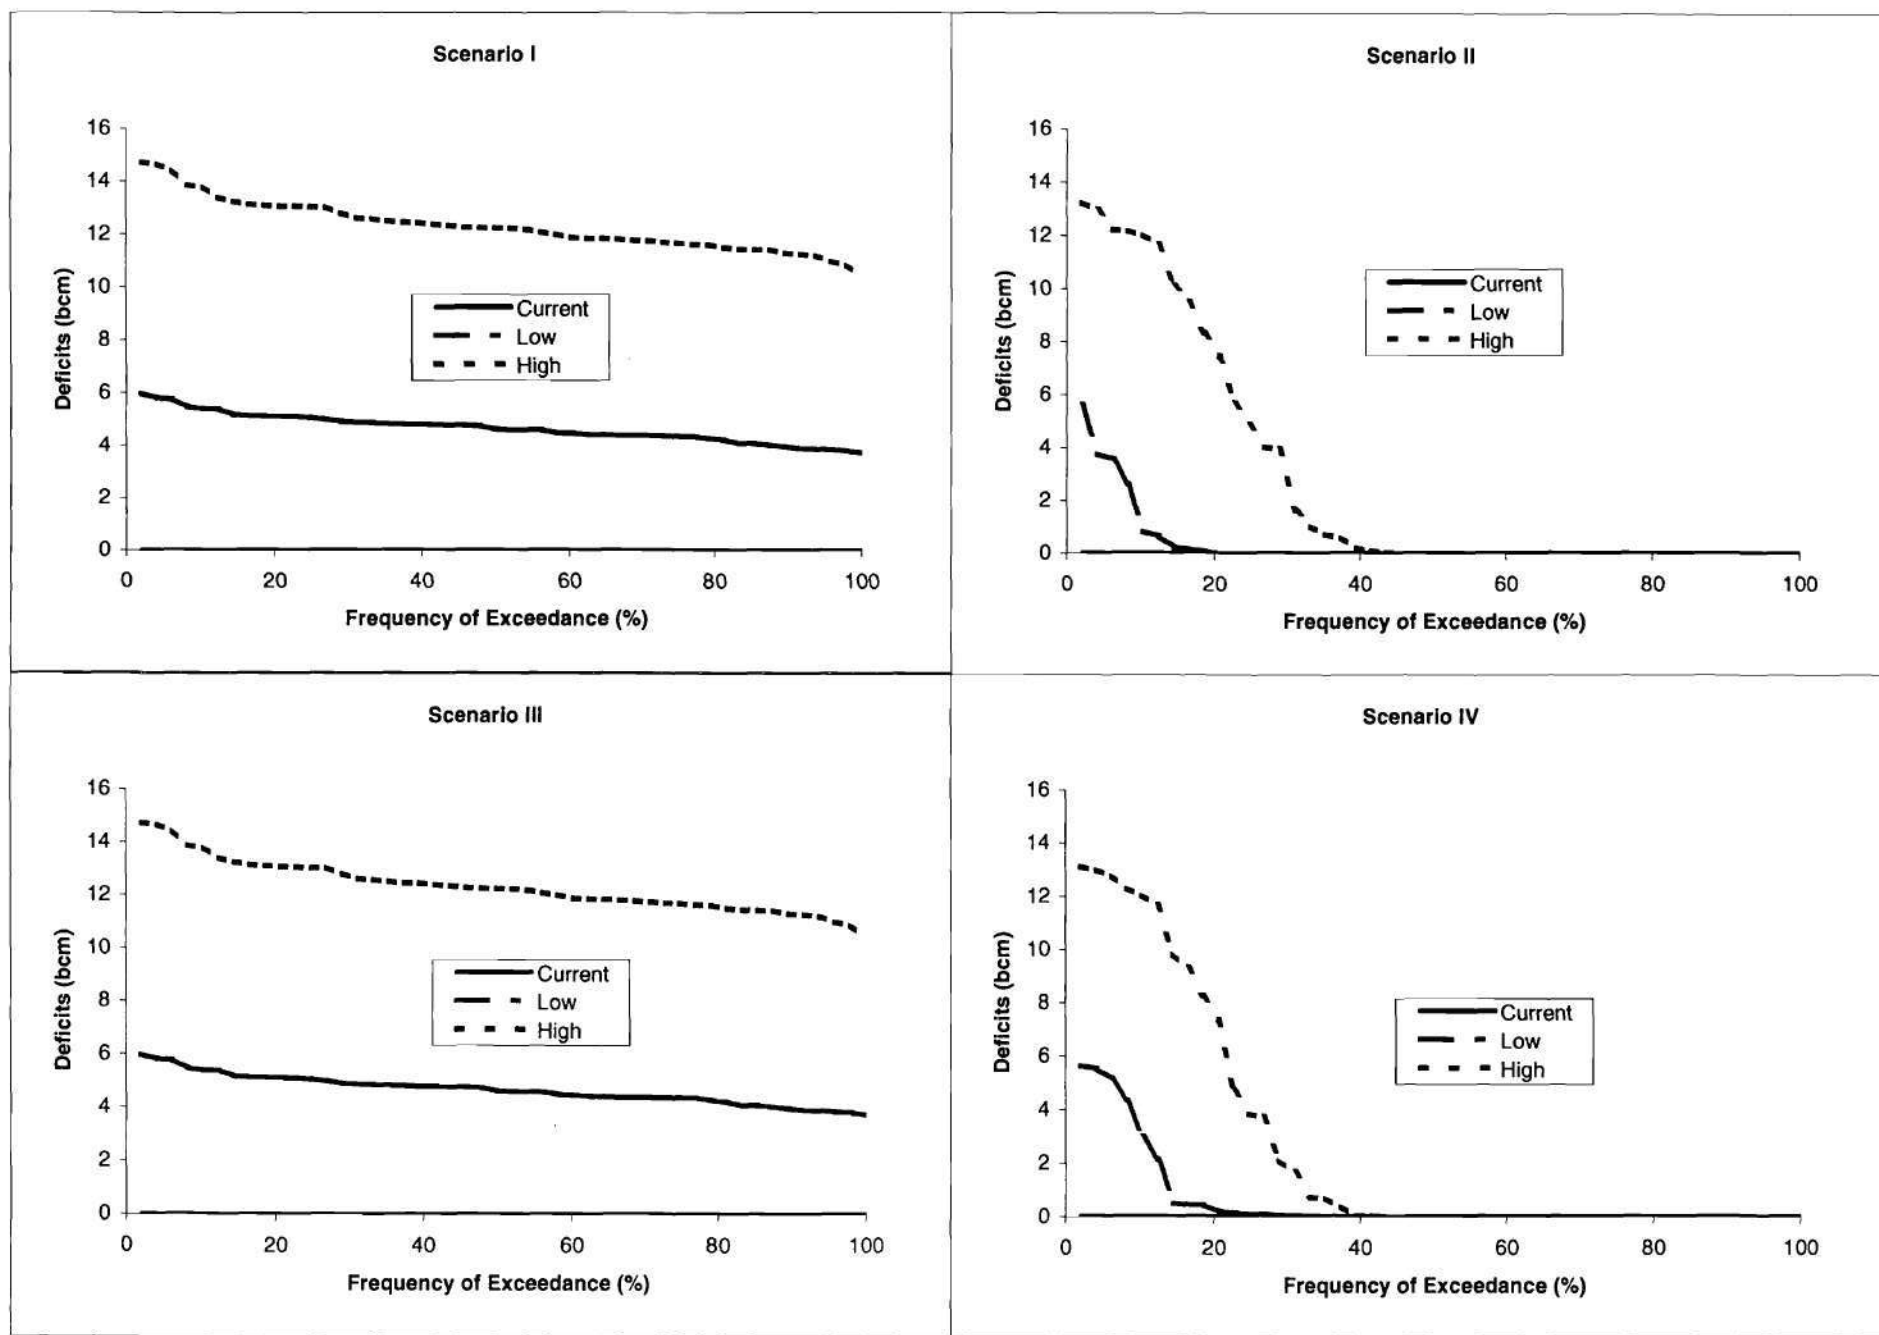 Scenario I
16
14
12
10
8
6
4
2
0
Deficits (bcm)
Current
Low
High
0 20 40 60 80 100
Frequency of Exceedance (%)
Scenario II
16
14
12
10
8
6
4
2
0
Deficits (bcm)
Current
Low
High
0 20 40 60 80 100
Frequency of Exceedance (%)
Scenario III
16
14
12
10
8
6
4
2
0
Deficits (bcm)
Current
Low
High
0 20 40 60 80 100
Frequency of Exceedance (%)
Scenario IV
16
14
12
10
8
6
4
2
0
Deficits (bcm)
Current
Low
High
0 20 40 60 80 100
Frequency of Exceedance (%)